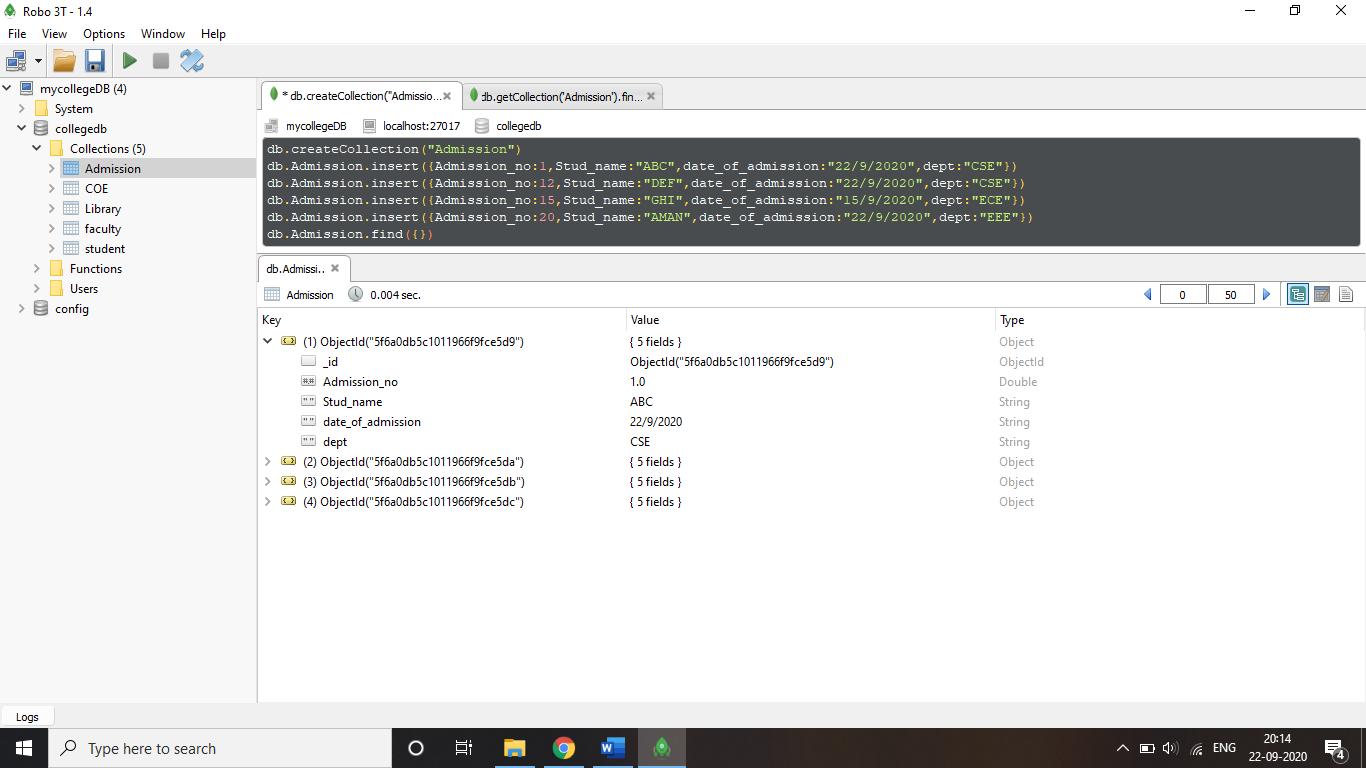 Robo 3T - 1.4
File View Options Window Help
mycollegeDB (4)
System
collegedb
Collections (5)
Admission
COE
Library
faculty
student
Functions
Users
config
* db.createCollection("Admissio...
db.getCollection('Admission').fin...
mycollegeDB localhost:27017 collegedb
db.createCollection("Admission")
db.Admission.insert({Admission_no:1,Stud_name:"ABC",date_of_admission:"22/9/2020",dept:"CSE"})
db.Admission.insert({Admission_no:12,Stud_name:"DEF",date_of_admission:"22/9/2020",dept:"CSE"})
db.Admission.insert({Admission_no:15,Stud_name:"GHI",date_of_admission:"15/9/2020",dept:"ECE"})
db.Admission.insert({Admission_no:20,Stud_name:"AMAN",date_of_admission:"22/9/2020",dept:"EEE"})
db.Admission.find({})
db.Admissi..
Admission 0.004 sec. 0 50
Key Value Type
(1) ObjectId("5f6a0db5c1011966f9fce5d9") { 5 fields } Object
_id ObjectId("5f6a0db5c1011966f9fce5d9") ObjectId
Admission_no 1.0 Double
Stud_name ABC String
date_of_admission 22/9/2020 String
dept CSE String
(2) ObjectId("5f6a0db5c1011966f9fce5da") { 5 fields } Object
(3) ObjectId("5f6a0db5c1011966f9fce5db") { 5 fields } Object
(4) ObjectId("5f6a0db5c1011966f9fce5dc") { 5 fields } Object
Logs
Type here to search
ENG
20:14
22-09-2020
4